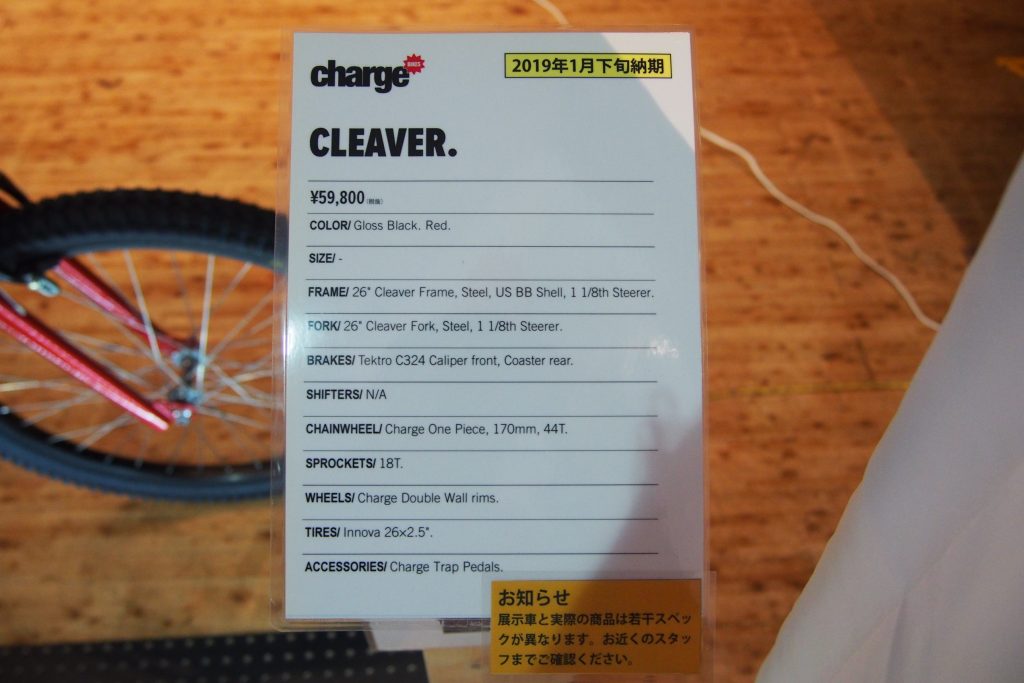 charge
BIKES
2019年1月下旬納期
CLEAVER.
¥59,800(税抜)
COLOR/ Gloss Black. Red.
SIZE/ -
FRAME/ 26" Cleaver Frame, Steel, US BB Shell, 1 1/8th Steerer.
FORK/ 26" Cleaver Fork, Steel, 1 1/8th Steerer.
BRAKES/ Tektro C324 Caliper front, Coaster rear.
SHIFTERS/ N/A
CHAINWHEEL/ Charge One Piece, 170mm, 44T.
SPROCKETS/ 18T.
WHEELS/ Charge Double Wall rims.
TIRES/ Innova 26×2.5".
ACCESSORIES/ Charge Trap Pedals.
お知らせ
展示車と実際の商品は若干スペッ
クが異なります。お近くのスタッ
フまでご確認ください。